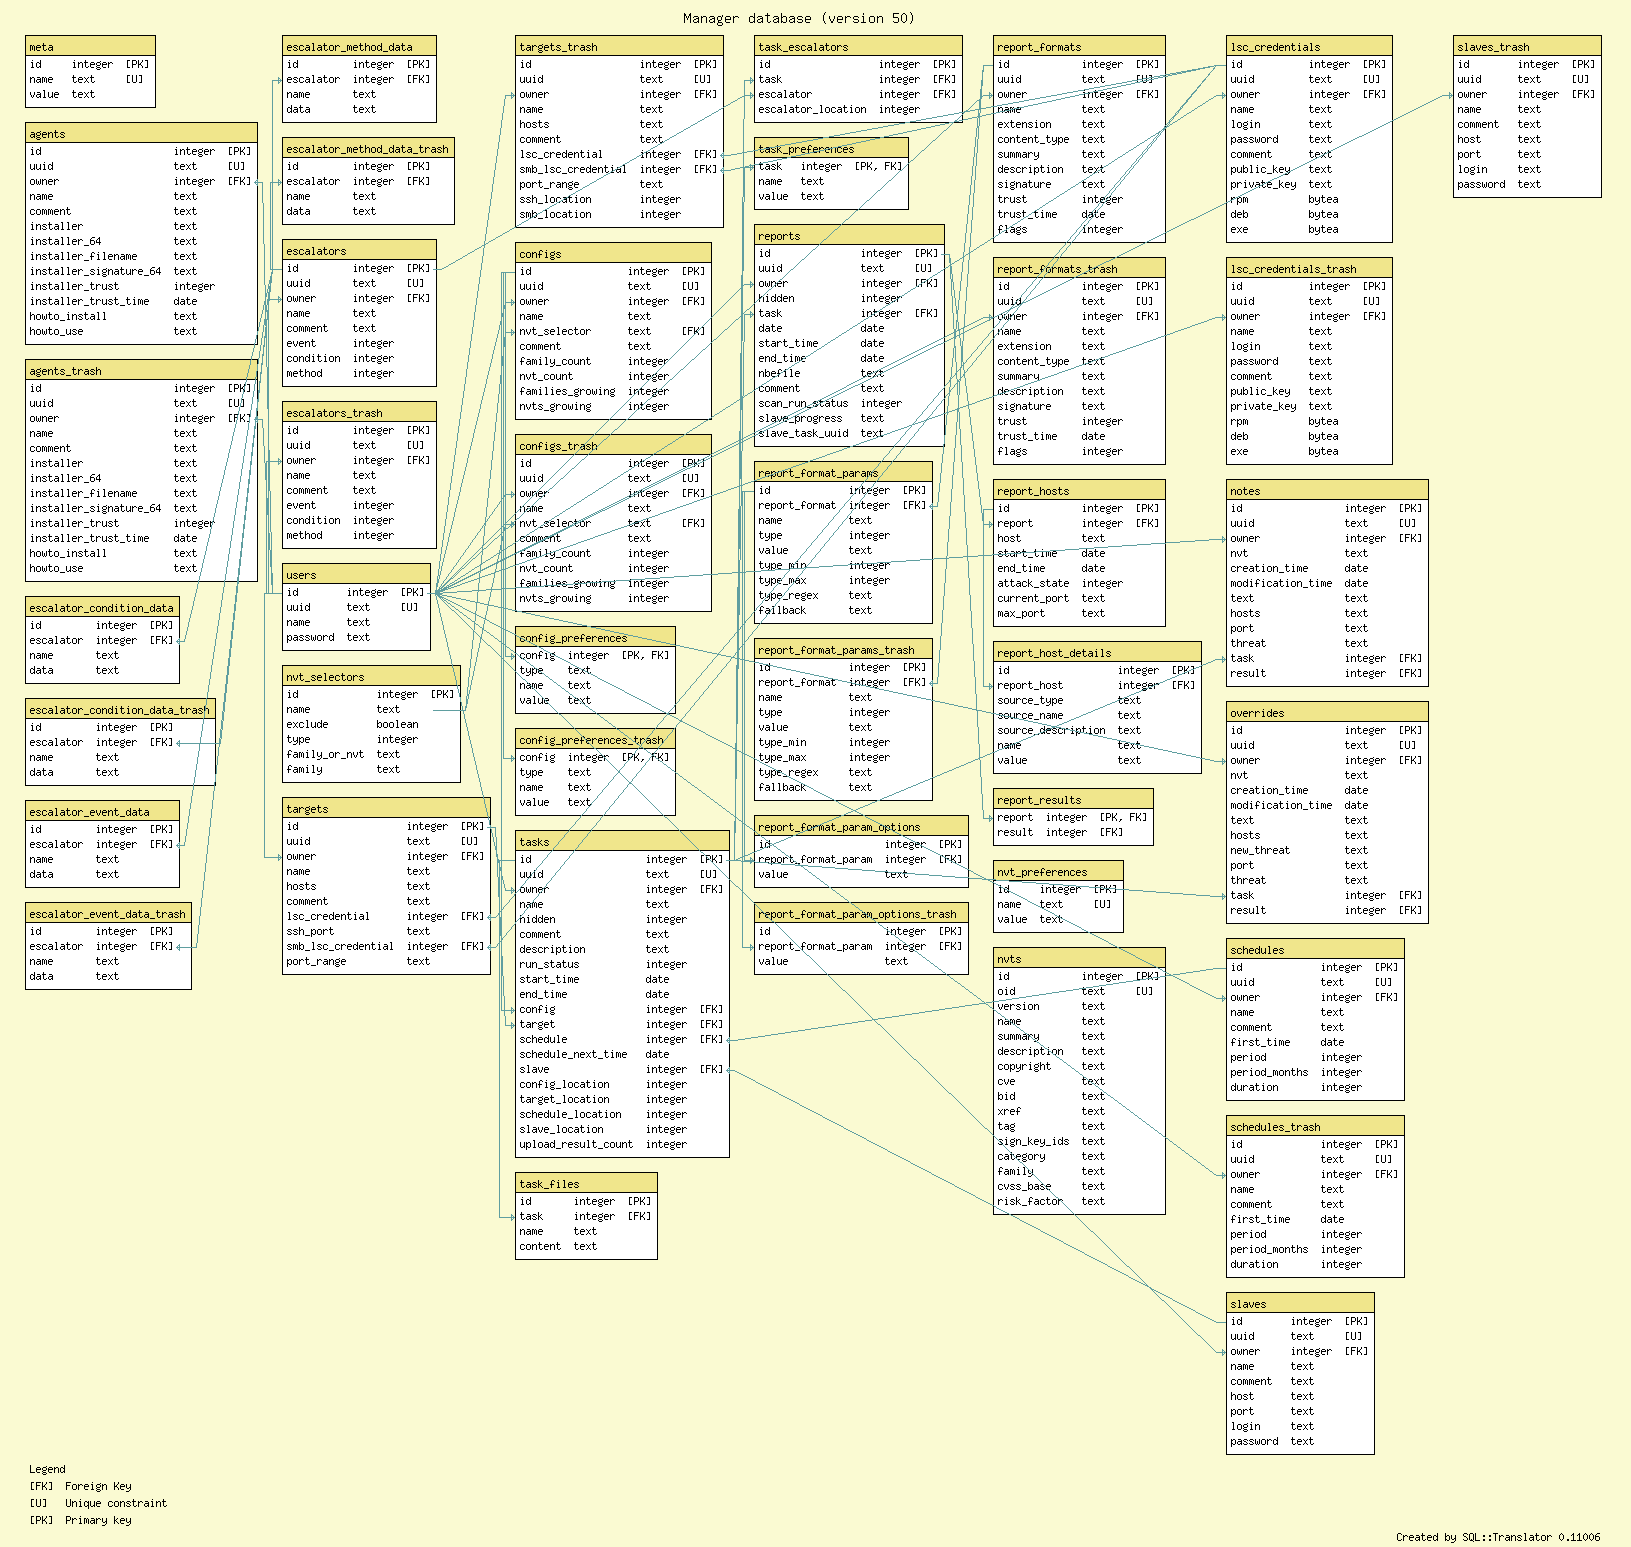 Manager database (version 50)
meta
id integer [PK]
name text [U]
value text
agents
id integer [PK]
uuid text [U]
owner integer [FK]
name text
comment text
installer text
installer_64 text
installer_filename text
installer_signature_64 text
installer_trust integer
installer_trust_time date
howto_install text
howto_use text
agents_trash
id integer [PK]
uuid text [U]
owner integer [FK]
name text
comment text
installer text
installer_64 text
installer_filename text
installer_signature_64 text
installer_trust integer
installer_trust_time date
howto_install text
howto_use text
escalator_condition_data
id integer [PK]
escalator integer [FK]
name text
data text
escalator_condition_data_trash
id integer [PK]
escalator integer [FK]
name text
data text
escalator_event_data
id integer [PK]
escalator integer [FK]
name text
data text
escalator_event_data_trash
id integer [PK]
escalator integer [FK]
name text
data text
escalator_method_data
id integer [PK]
escalator integer [FK]
name text
data text
escalator_method_data_trash
id integer [PK]
escalator integer [FK]
name text
data text
escalators
id integer [PK]
uuid text [U]
owner integer [FK]
name text
comment text
event integer
condition integer
method integer
escalators_trash
id integer [PK]
uuid text [U]
owner integer [FK]
name text
comment text
event integer
condition integer
method integer
users
id integer [PK]
uuid text [U]
name text
password text
nvt_selectors
id integer [PK]
name text
exclude boolean
type integer
family_or_nvt text
family text
targets
id integer [PK]
uuid text [U]
owner integer [FK]
name text
hosts text
comment text
lsc_credential integer [FK]
ssh_port text
smb_lsc_credential integer [FK]
port_range text
targets_trash
id integer [PK]
uuid text [U]
owner integer [FK]
name text
hosts text
comment text
lsc_credential integer [FK]
smb_lsc_credential integer [FK]
port_range text
ssh_location integer
smb_location integer
configs
id integer [PK]
uuid text [U]
owner integer [FK]
name text
nvt_selector text [FK]
comment text
family_count integer
nvt_count integer
families_growing integer
nvts_growing integer
configs_trash
id integer [PK]
uuid text [U]
owner integer [FK]
name text
nvt_selector text [FK]
comment text
family_count integer
nvt_count integer
families_growing integer
nvts_growing integer
config_preferences
config integer [PK, FK]
type text
name text
value text
config_preferences_trash
config integer [PK, FK]
type text
name text
value text
tasks
id integer [PK]
uuid text [U]
owner integer [FK]
name text
hidden integer
comment text
description text
run_status integer
start_time date
end_time date
config integer [FK]
target integer [FK]
schedule integer [FK]
schedule_next_time date
slave integer [FK]
config_location integer
target_location integer
schedule_location integer
slave_location integer
upload_result_count integer
task_files
id integer [PK]
task integer [FK]
name text
content text
task_escalators
id integer [PK]
task integer [FK]
escalator integer [FK]
escalator_location integer
task_preferences
task integer [PK, FK]
name text
value text
reports
id integer [PK]
uuid text [U]
owner integer [FK]
hidden integer
task integer [FK]
date date
start_time date
end_time date
nbefile text
comment text
scan_run_status integer
slave_progress text
slave_task_uuid text
report_format_params
id integer [PK]
report_format integer [FK]
name text
type integer
value text
type_min integer
type_max integer
type_regex text
fallback text
report_format_params_trash
id integer [PK]
report_format integer [FK]
name text
type integer
value text
type_min integer
type_max integer
type_regex text
fallback text
report_format_param_options
id integer [PK]
report_format_param integer [FK]
value text
report_format_param_options_trash
id integer [PK]
report_format_param integer [FK]
value text
report_formats
id integer [PK]
uuid text [U]
owner integer [FK]
name text
extension text
content_type text
summary text
description text
signature text
trust integer
trust_time date
flags integer
report_formats_trash
id integer [PK]
uuid text [U]
owner integer [FK]
name text
extension text
content_type text
summary text
description text
signature text
trust integer
trust_time date
flags integer
report_hosts
id integer [PK]
report integer [FK]
host text
start_time date
end_time date
attack_state integer
current_port text
max_port text
report_host_details
id integer [PK]
report_host integer [FK]
source_type text
source_name text
source_description text
name text
value text
report_results
report integer [PK, FK]
result integer [FK]
nvt_preferences
id integer [PK]
name text [U]
value text
nvts
id integer [PK]
oid text [U]
version text
name text
summary text
description text
copyright text
cve text
bid text
xref text
tag text
sign_key_ids text
category text
family text
cvss_base text
risk_factor text
lsc_credentials
id integer [PK]
uuid text [U]
owner integer [FK]
name text
login text
password text
comment text
public_key text
private_key text
rpm bytea
deb bytea
exe bytea
lsc_credentials_trash
id integer [PK]
uuid text [U]
owner integer [FK]
name text
login text
password text
comment text
public_key text
private_key text
rpm bytea
deb bytea
exe bytea
notes
id integer [PK]
uuid text [U]
owner integer [FK]
nvt text
creation_time date
modification_time date
text text
hosts text
port text
threat text
task integer [FK]
result integer [FK]
overrides
id integer [PK]
uuid text [U]
owner integer [FK]
nvt text
creation_time date
modification_time date
text text
hosts text
new_threat text
port text
threat text
task integer [FK]
result integer [FK]
schedules
id integer [PK]
uuid text [U]
owner integer [FK]
name text
comment text
first_time date
period integer
period_months integer
duration integer
schedules_trash
id integer [PK]
uuid text [U]
owner integer [FK]
name text
comment text
first_time date
period integer
period_months integer
duration integer
slaves
id integer [PK]
uuid text [U]
owner integer [FK]
name text
comment text
host text
port text
login text
password text
slaves_trash
id integer [PK]
uuid text [U]
owner integer [FK]
name text
comment text
host text
port text
login text
password text
Legend
[FK] Foreign Key
[U] Unique constraint
[PK] Primary key
Created by SQL::Translator 0.11006